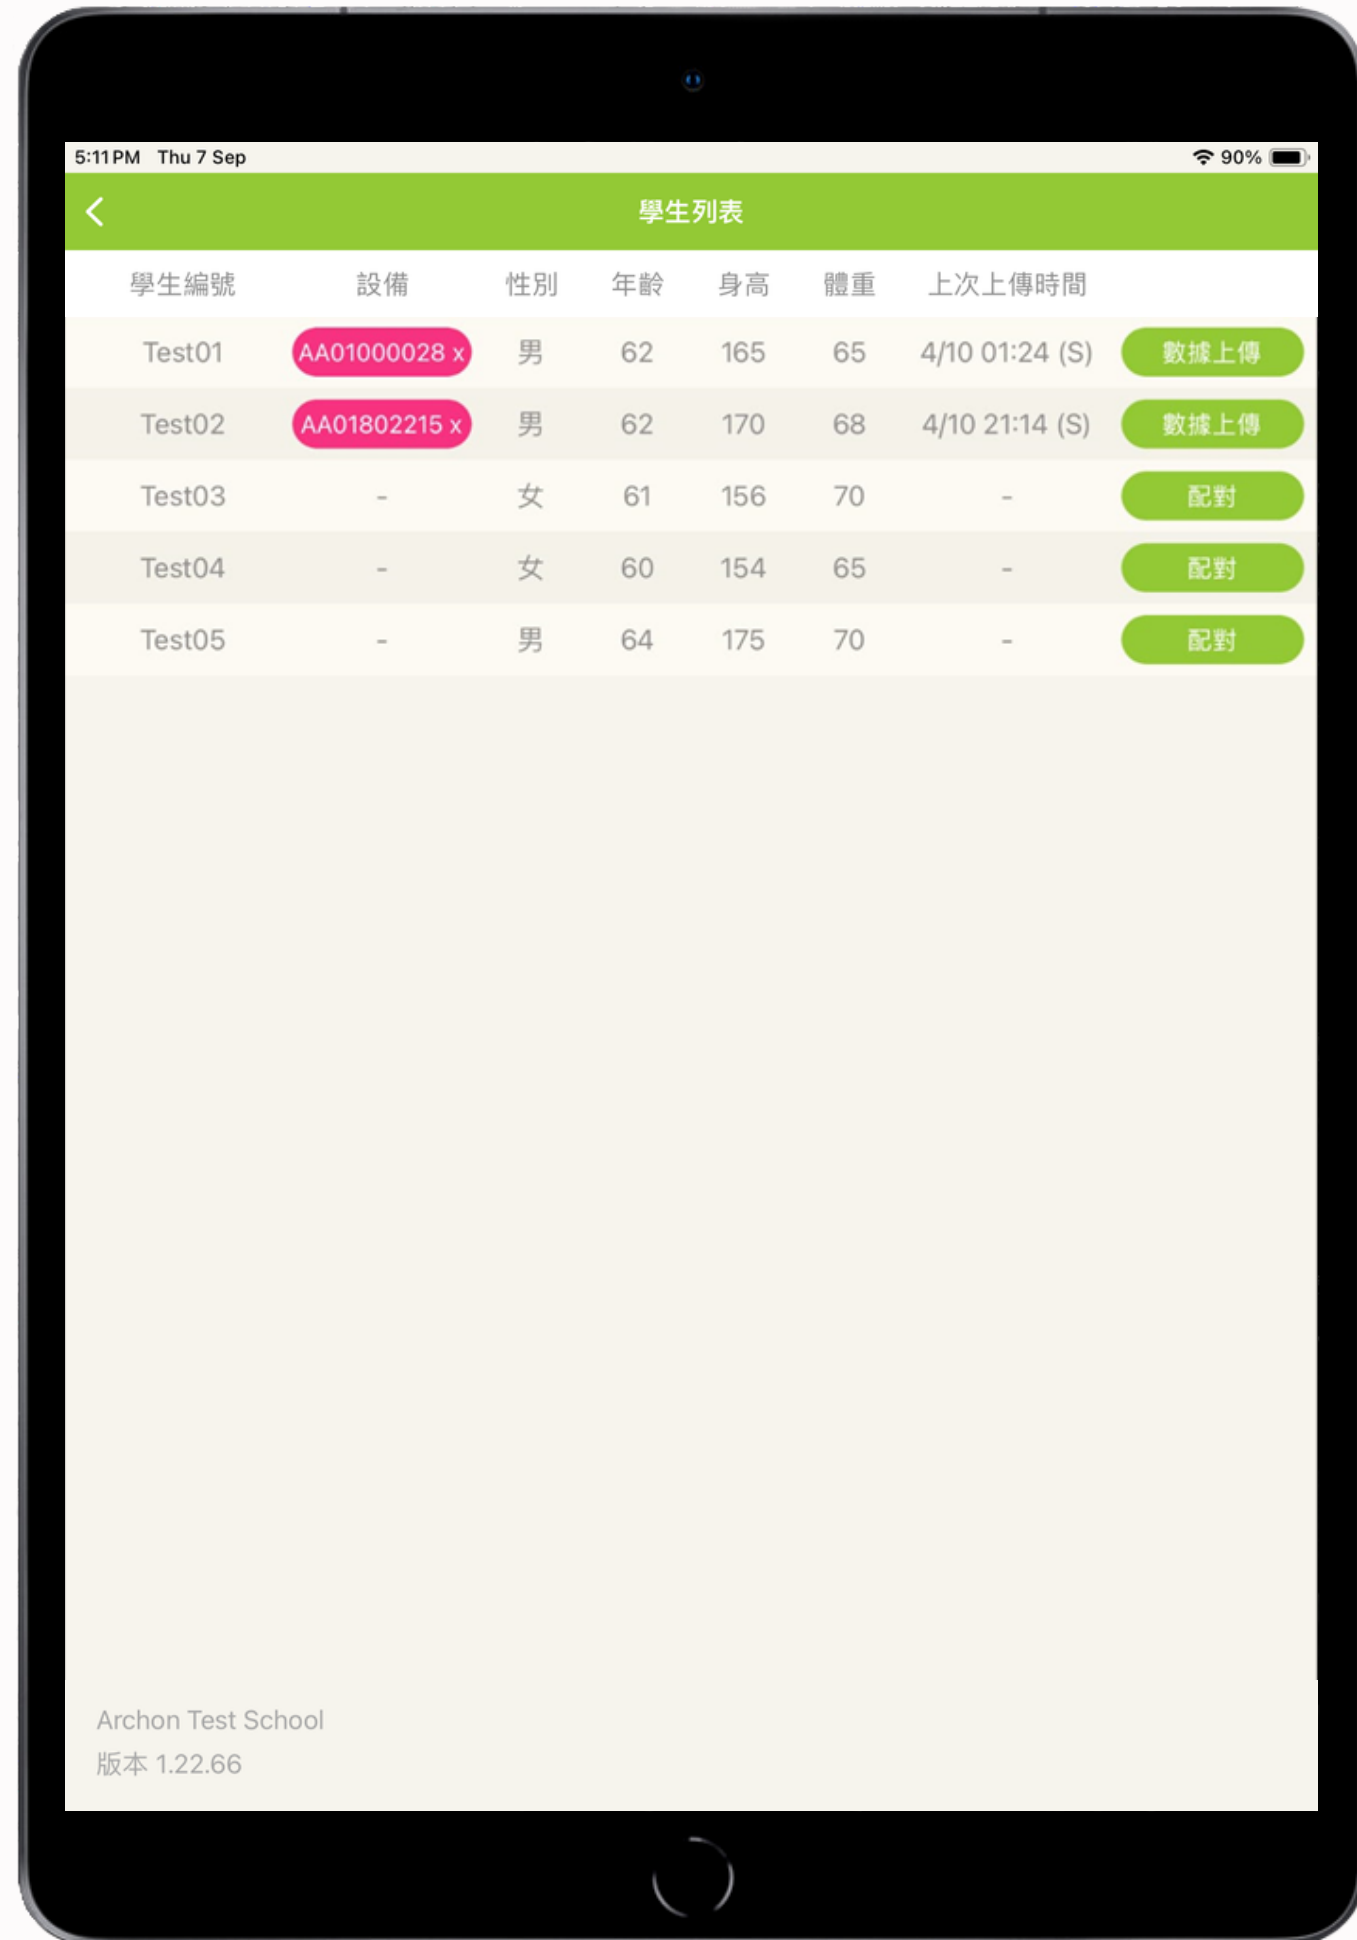 5:11 PM Thu 7 Sep 90%
學生列表
學生編號 設備 性別 年齡 身高 體重 上次上傳時間
Test01 AA01000028 x 男 62 165 65 4/10 01:24 (S) 數據上傳
Test02 AA01802215 x 男 62 170 68 4/10 21:14 (S) 數據上傳
Test03 - 女 61 156 70 - 配對
Test04 - 女 60 154 65 - 配對
Test05 - 男 64 175 70 - 配對
Archon Test School
版本 1.22.66